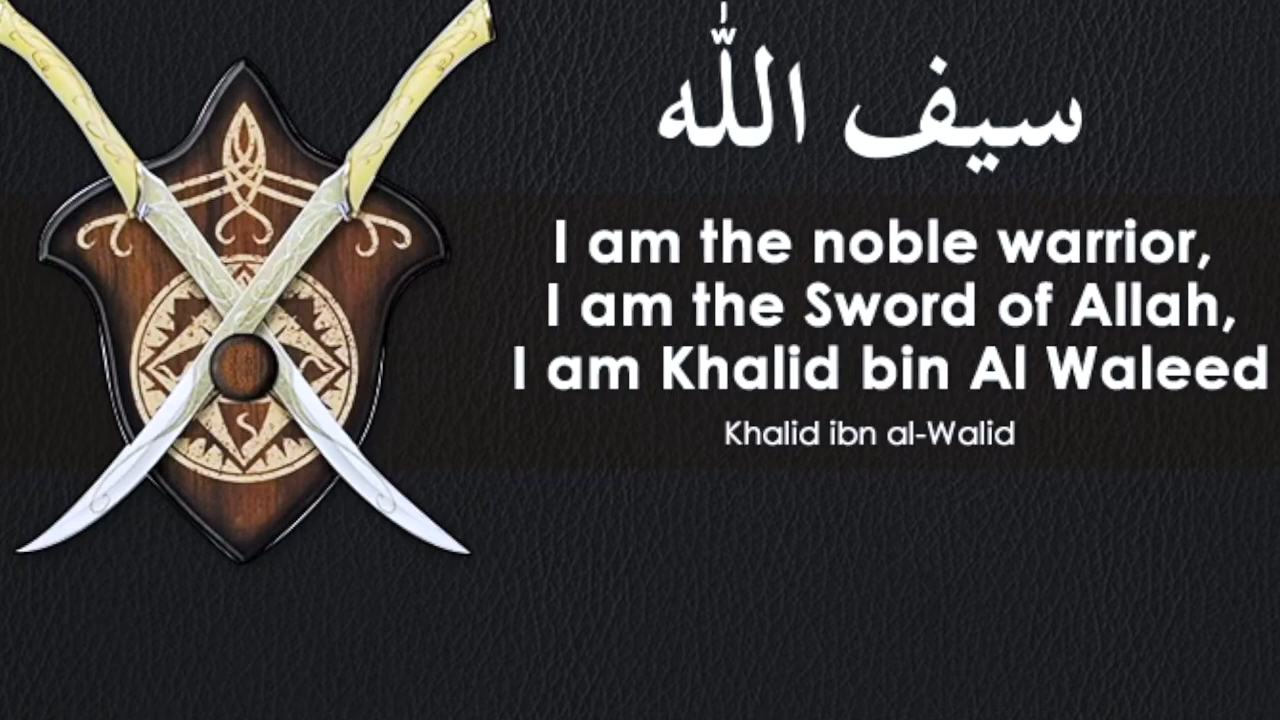 سيف اللّٰه
I am the noble warrior,
I am the Sword of Allah,
I am Khalid bin Al Waleed
Khalid ibn al-Walid